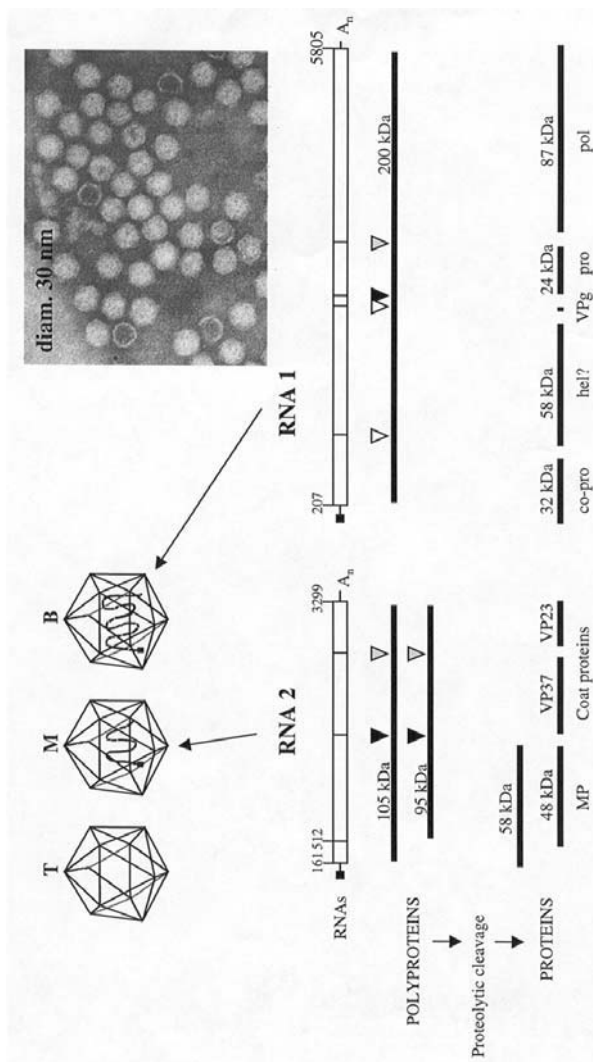 T
M
B
diam. 30 nm
RNA 2
RNA 1
RNAs
161 512
3299
An
207
5805
An
POLYPROTEINS
105 kDa
95 kDa
200 kDa
Proteolytic cleavage
PROTEINS
58 kDa
48 kDa
VP37
VP23
MP
Coat proteins
32 kDa
58 kDa
24 kDa
87 kDa
co-pro
hel?
VPg
pro
pol